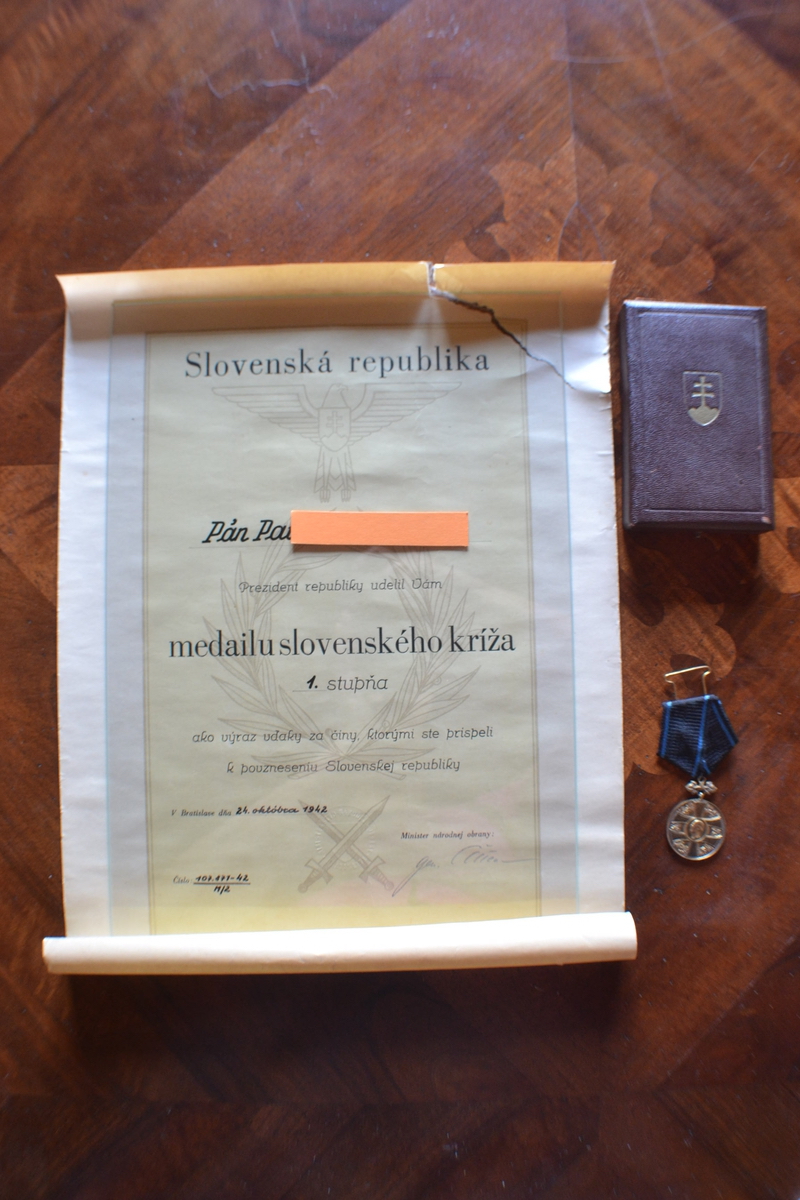 Slovenská republika
Pán Pa
Prezident republiky udelil Vám
medailu slovenského kríža
1. stupňa
ako výraz vďaky za činy, ktorými ste prispeli
k povzneseniu Slovenskej republiky
V Bratislave dňa 24. októbra 1942
Minister národnej obrany:
Číslo